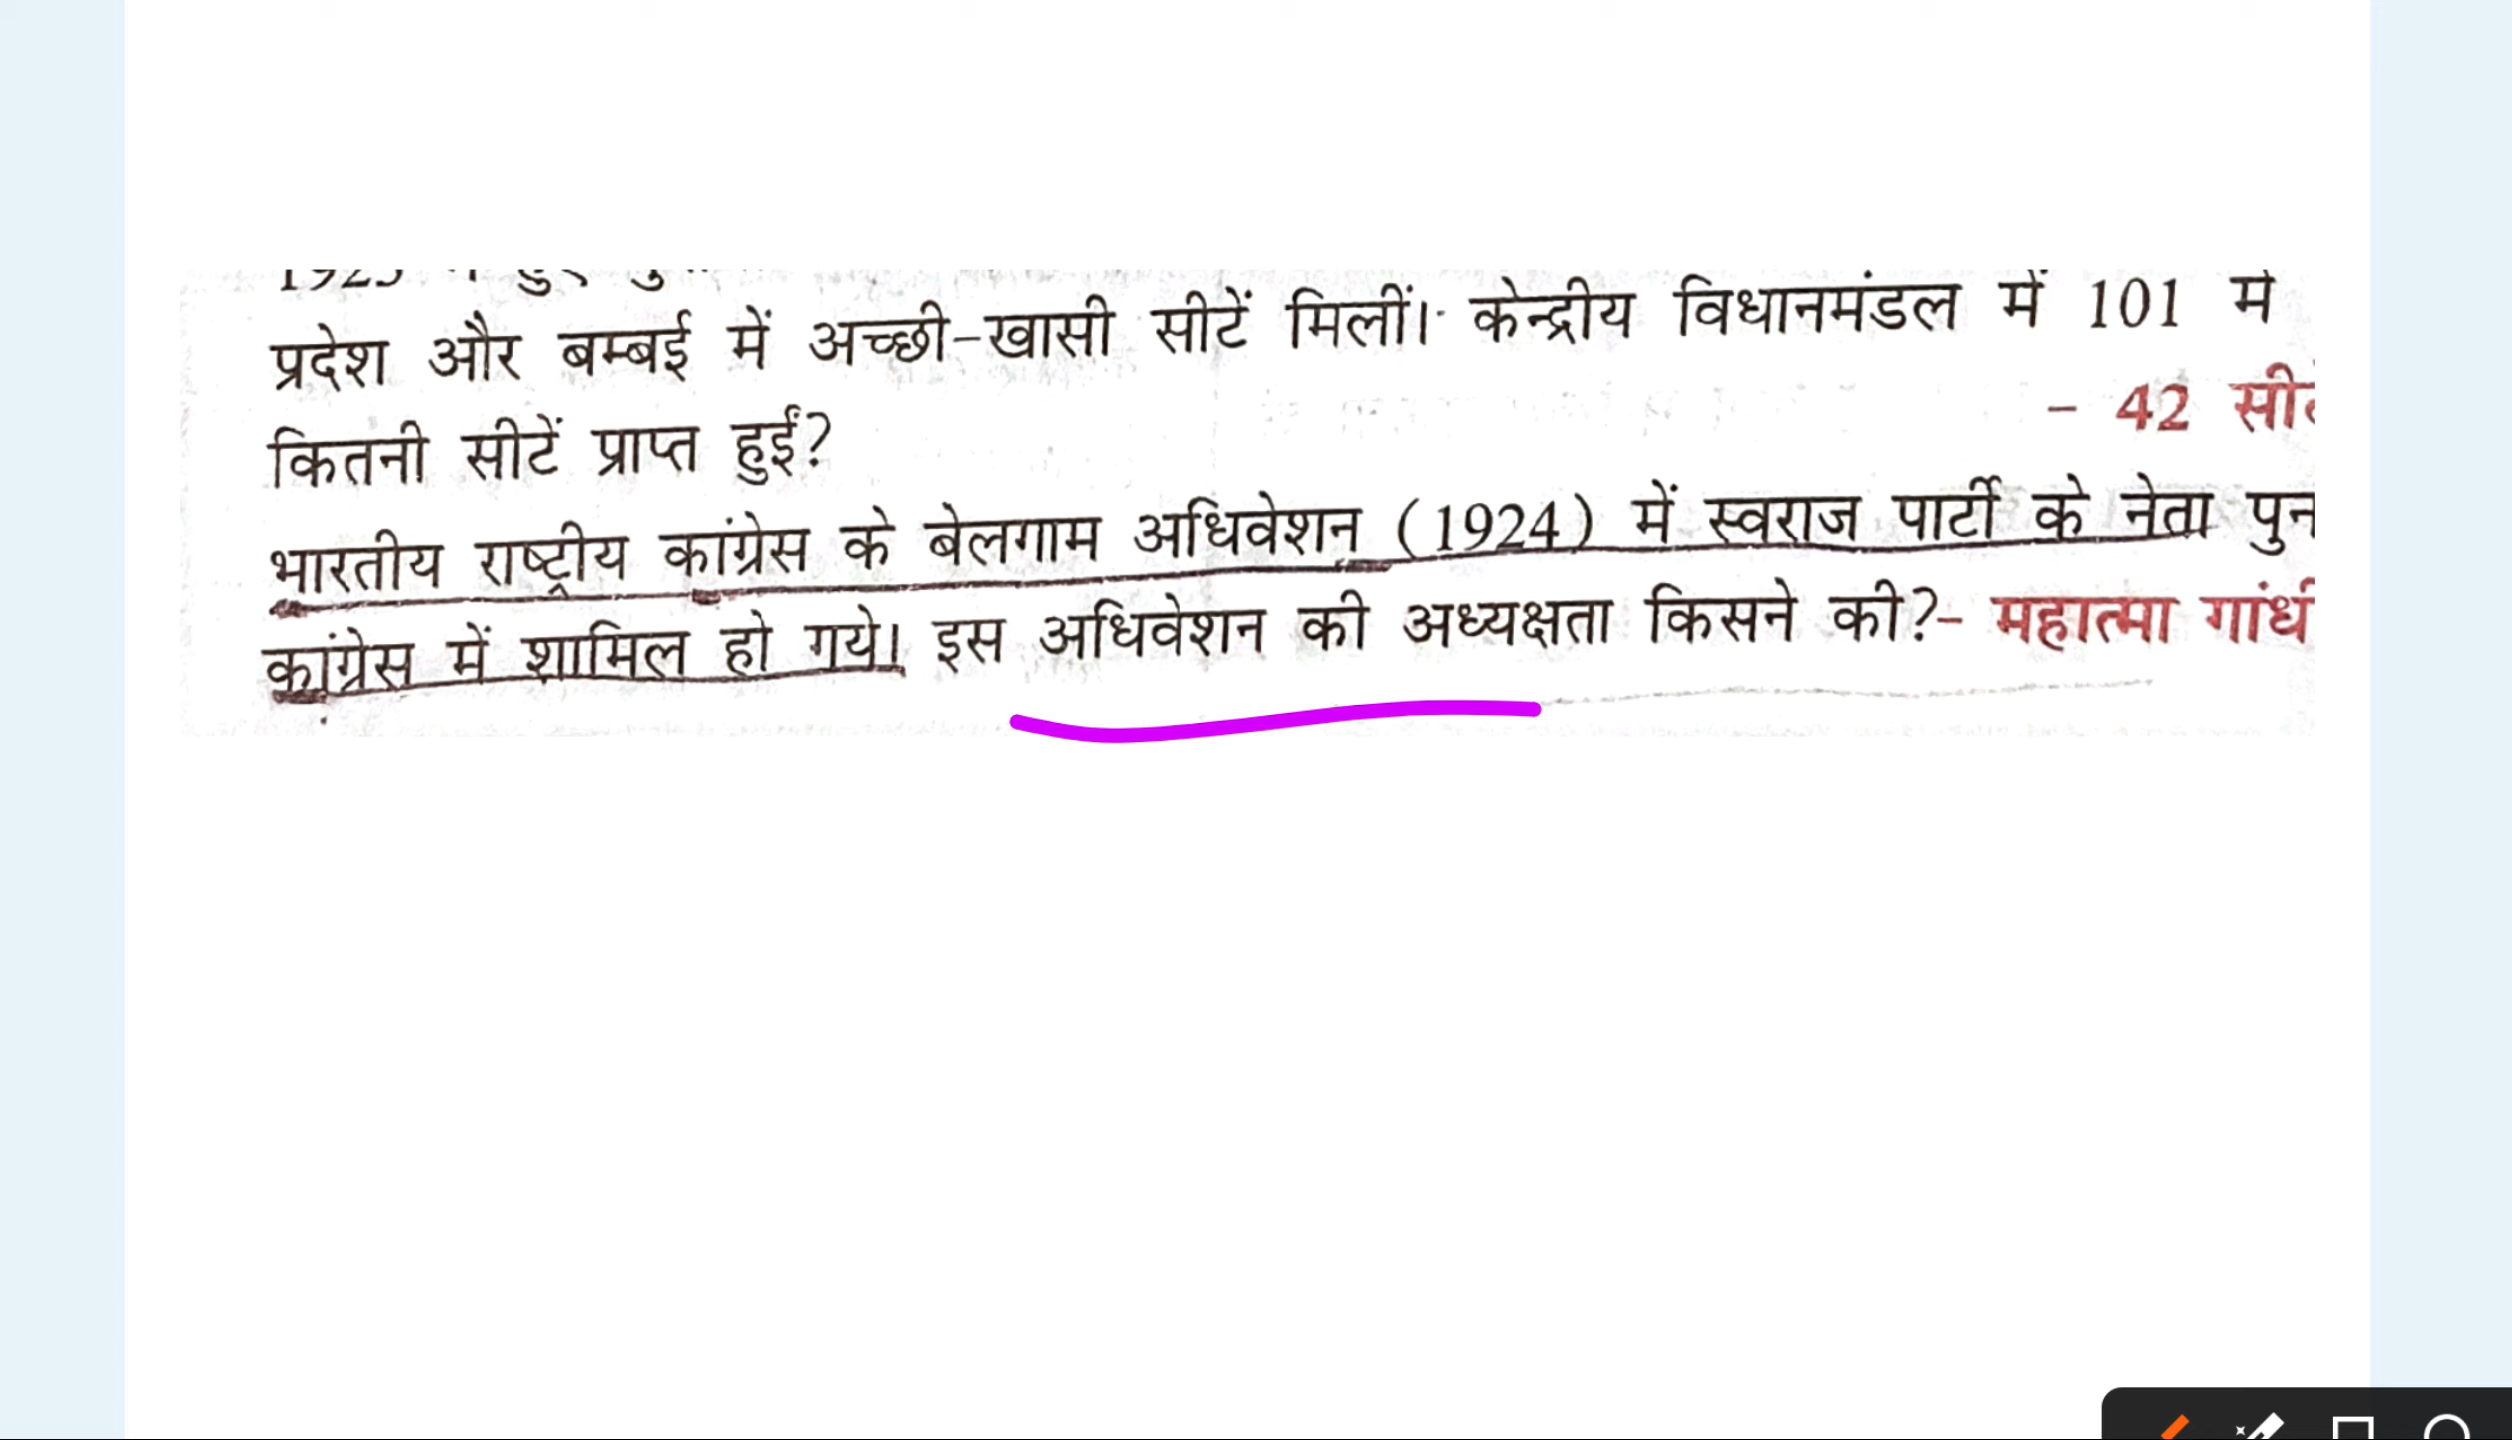 प्रदेश और बम्बई में अच्छी-खासी सीटें मिलीं। केन्द्रीय विधानमंडल में 101 में
कितनी सीटें प्राप्त हुईं? - 42
भारतीय राष्ट्रीय कांग्रेस के बेलगाम अधिवेशन (1924) में स्वराज पार्टी के नेता
कांग्रेस में शामिल हो गये। इस अधिवेशन की अध्यक्षता किसने की?- महात्मा गांधी